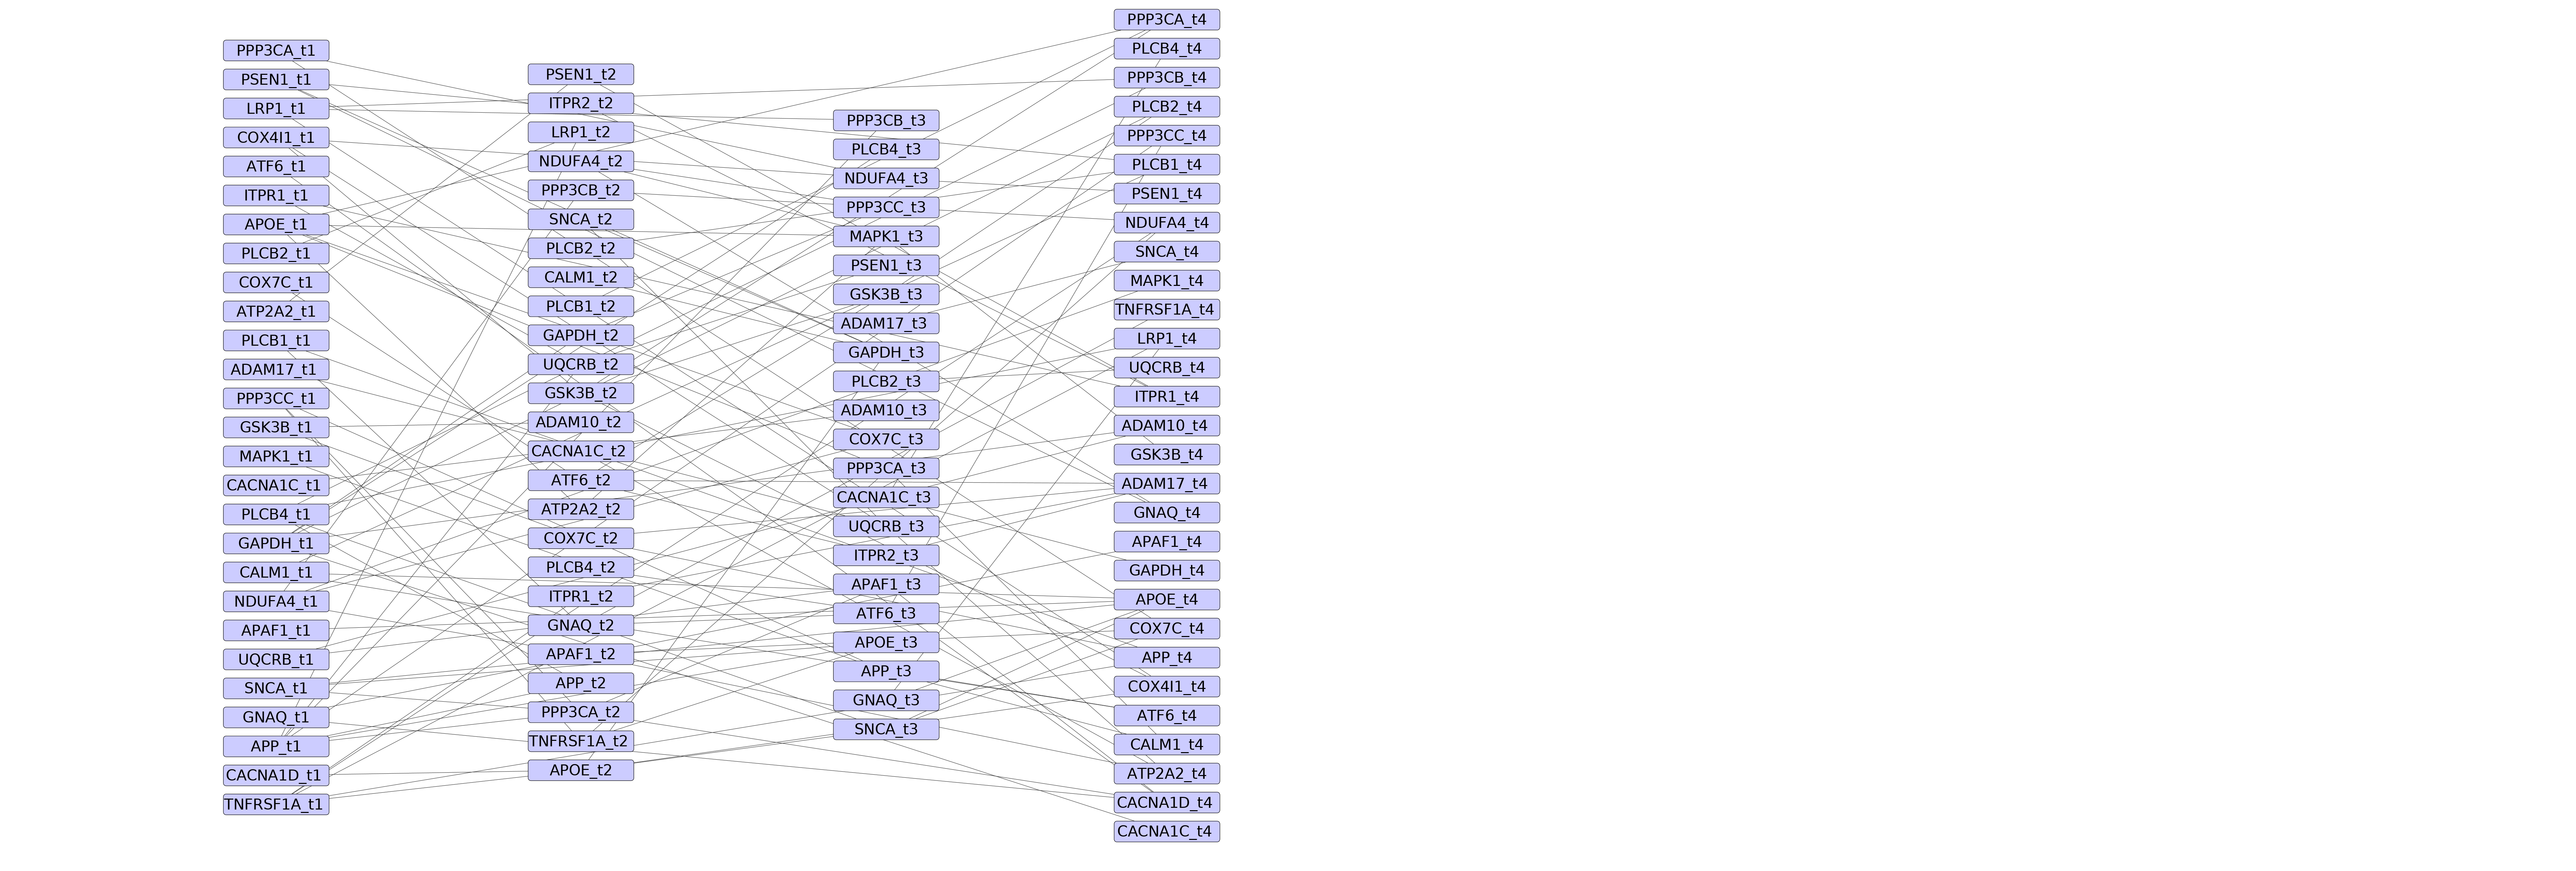 PPP3CA_t1
PSEN1_t1
LRP1_t1
COX4I1_t1
ATF6_t1
ITPR1_t1
APOE_t1
PLCB2_t1
COX7C_t1
ATP2A2_t1
PLCB1_t1
ADAM17_t1
PPP3CC_t1
GSK3B_t1
MAPK1_t1
CACNA1C_t1
PLCB4_t1
GAPDH_t1
CALM1_t1
NDUFA4_t1
APAF1_t1
UQCRB_t1
SNCA_t1
GNAQ_t1
APP_t1
CACNA1D_t1
TNFRSF1A_t1
PSEN1_t2
ITPR2_t2
LRP1_t2
NDUFA4_t2
PPP3CB_t2
SNCA_t2
PLCB2_t2
CALM1_t2
PLCB1_t2
GAPDH_t2
UQCRB_t2
GSK3B_t2
ADAM10_t2
CACNA1C_t2
ATF6_t2
ATP2A2_t2
COX7C_t2
PLCB4_t2
ITPR1_t2
GNAQ_t2
APAF1_t2
APP_t2
PPP3CA_t2
TNFRSF1A_t2
APOE_t2
PPP3CB_t3
PLCB4_t3
NDUFA4_t3
PPP3CC_t3
MAPK1_t3
PSEN1_t3
GSK3B_t3
ADAM17_t3
GAPDH_t3
PLCB2_t3
ADAM10_t3
COX7C_t3
PPP3CA_t3
CACNA1C_t3
UQCRB_t3
ITPR2_t3
APAF1_t3
ATF6_t3
APOE_t3
APP_t3
GNAQ_t3
SNCA_t3
PPP3CA_t4
PLCB4_t4
PPP3CB_t4
PLCB2_t4
PPP3CC_t4
PLCB1_t4
PSEN1_t4
NDUFA4_t4
SNCA_t4
MAPK1_t4
TNFRSF1A_t4
LRP1_t4
UQCRB_t4
ITPR1_t4
ADAM10_t4
GSK3B_t4
ADAM17_t4
GNAQ_t4
APAF1_t4
GAPDH_t4
APOE_t4
COX7C_t4
APP_t4
COX4I1_t4
ATF6_t4
CALM1_t4
ATP2A2_t4
CACNA1D_t4
CACNA1C_t4